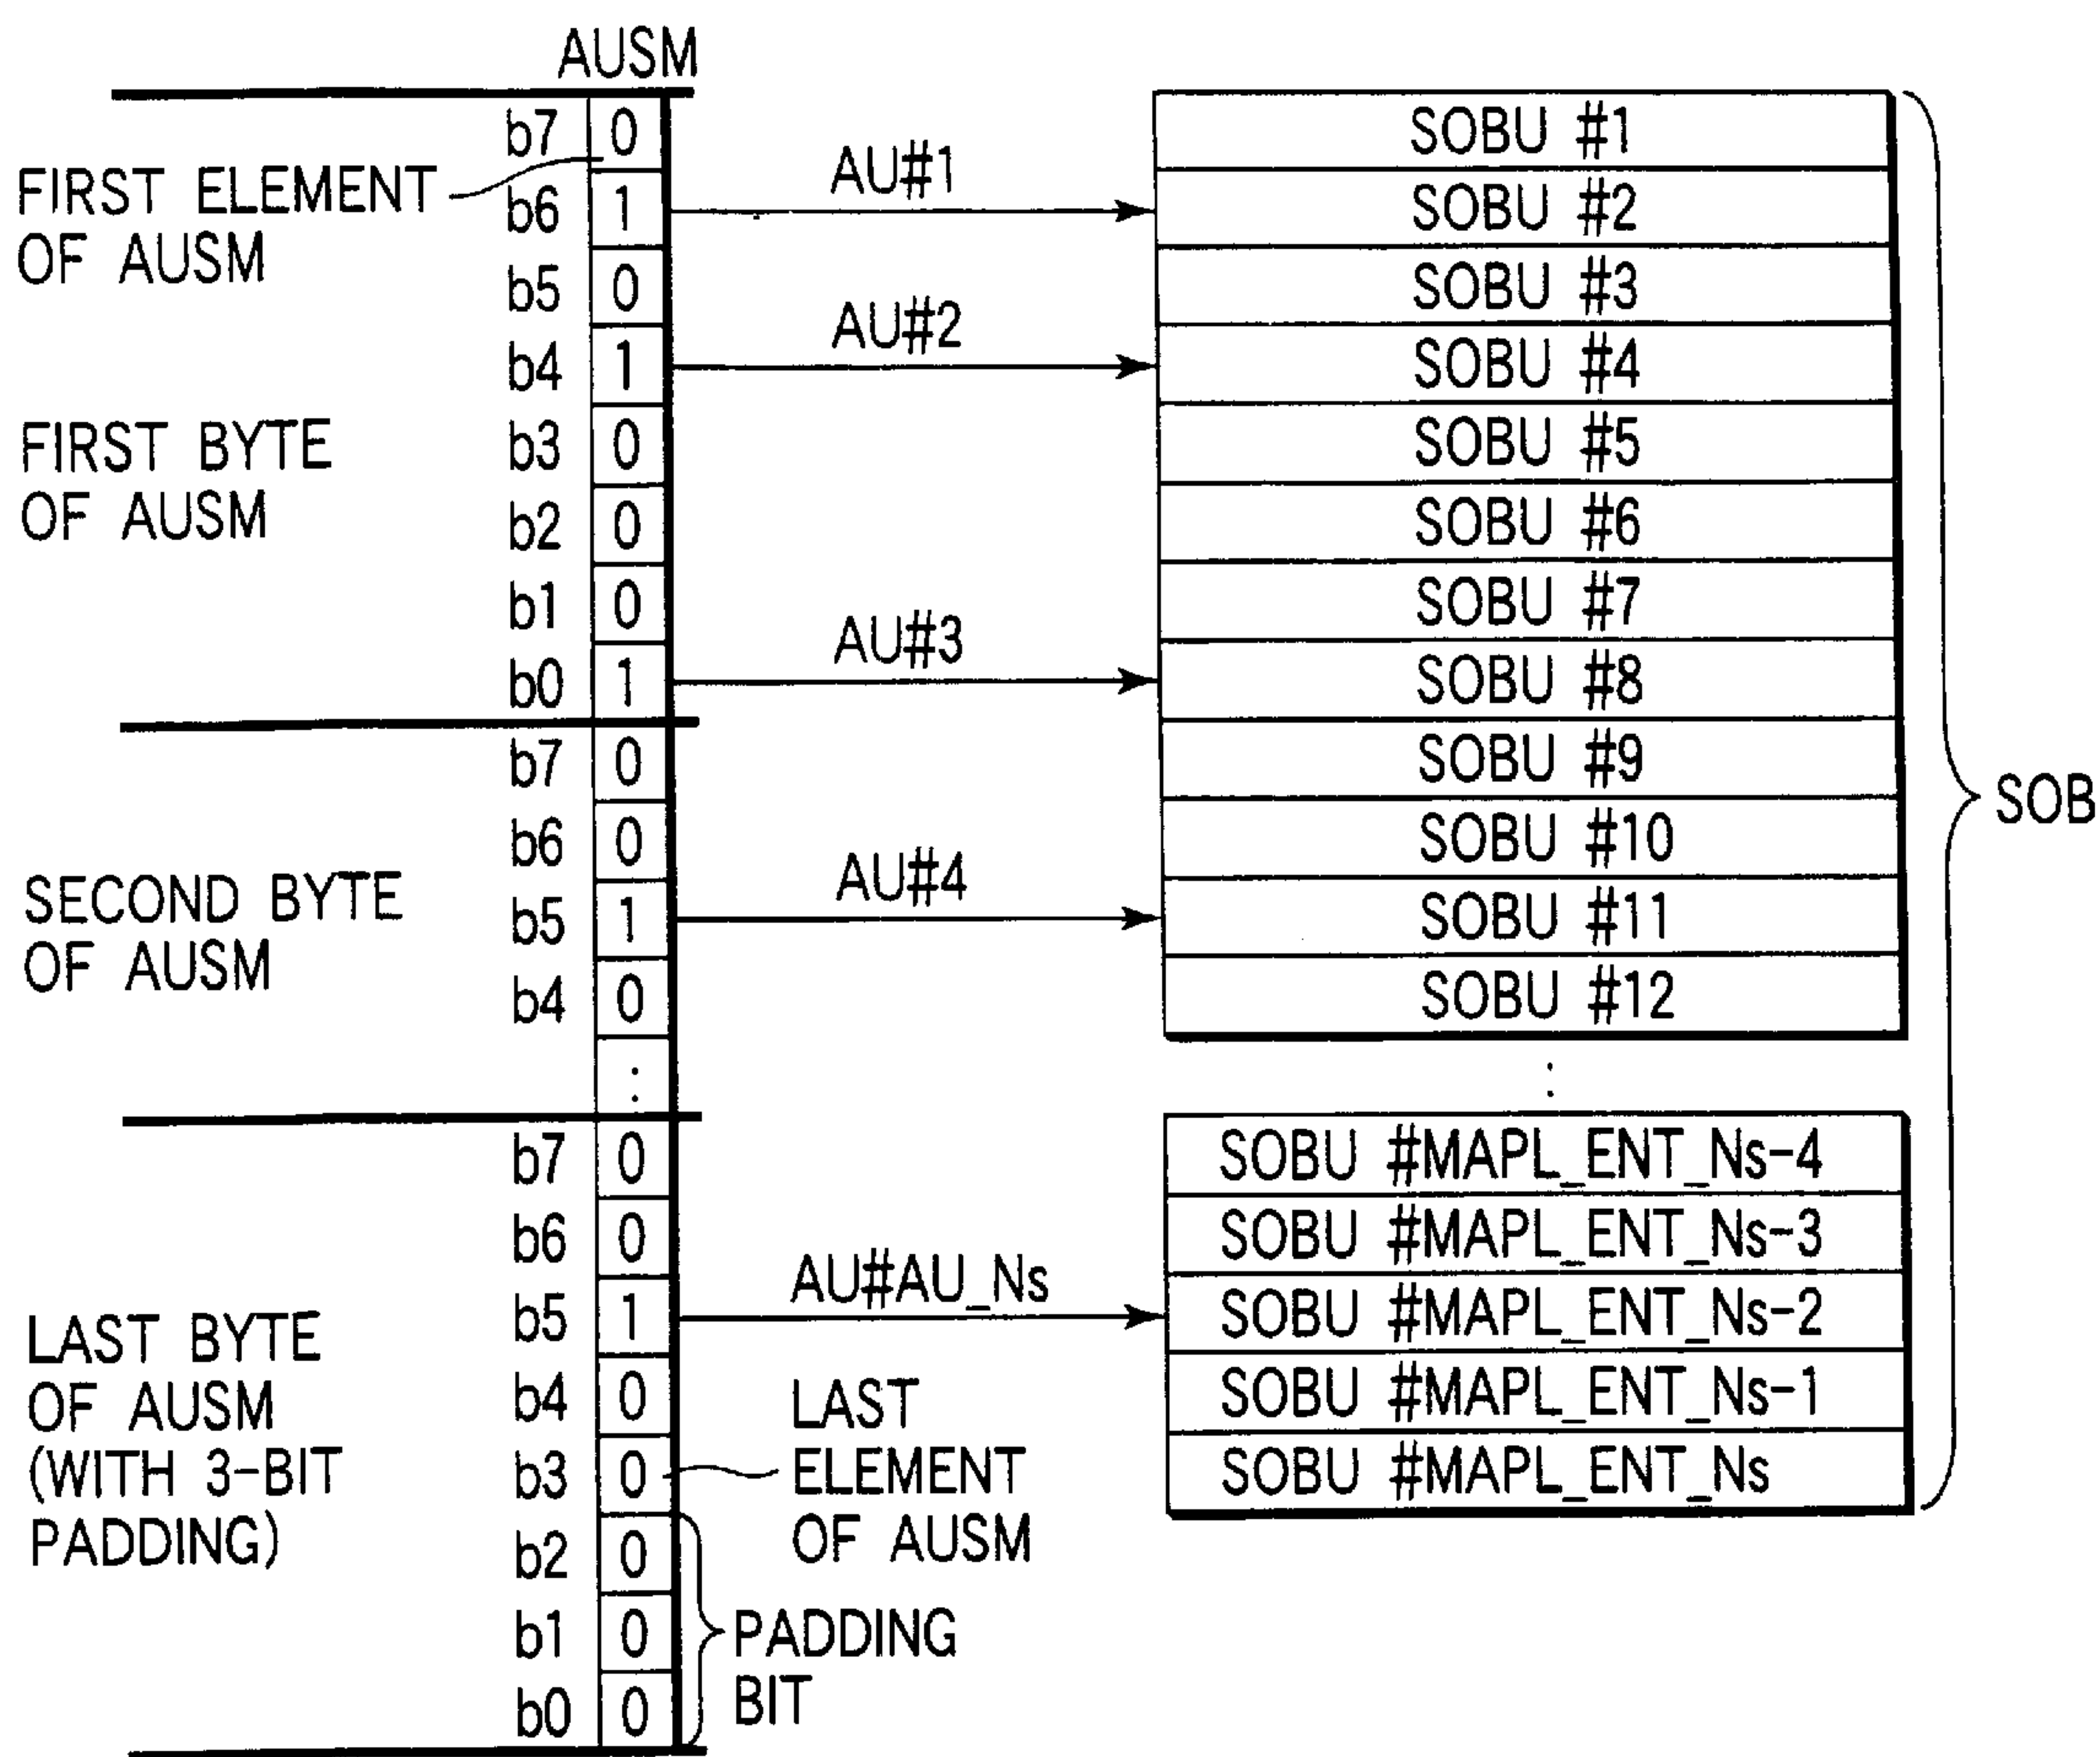 AUSM
b7 0 SOBU #1
FIRST ELEMENT
OF AUSM
b6 1 AU#1 SOBU #2
b5 0 SOBU #3
b4 1 AU#2 SOBU #4
FIRST BYTE
OF AUSM
b3 0 SOBU #5
b2 0 SOBU #6
b1 0 SOBU #7
b0 1 AU#3 SOBU #8
b7 0 SOBU #9
SOB
b6 0 SOBU #10
SECOND BYTE
OF AUSM
b5 1 AU#4 SOBU #11
b4 0 SOBU #12
: :
b7 0 SOBU #MAPL_ENT_Ns-4
b6 0 SOBU #MAPL_ENT_Ns-3
b5 1 AU#AU_Ns SOBU #MAPL_ENT_Ns-2
LAST BYTE
OF AUSM
(WITH 3-BIT
PADDING)
b4 0 SOBU #MAPL_ENT_Ns-1
b3 0 SOBU #MAPL_ENT_Ns
LAST
ELEMENT
OF AUSM
b2 0
b1 0
b0 0
PADDING
BIT